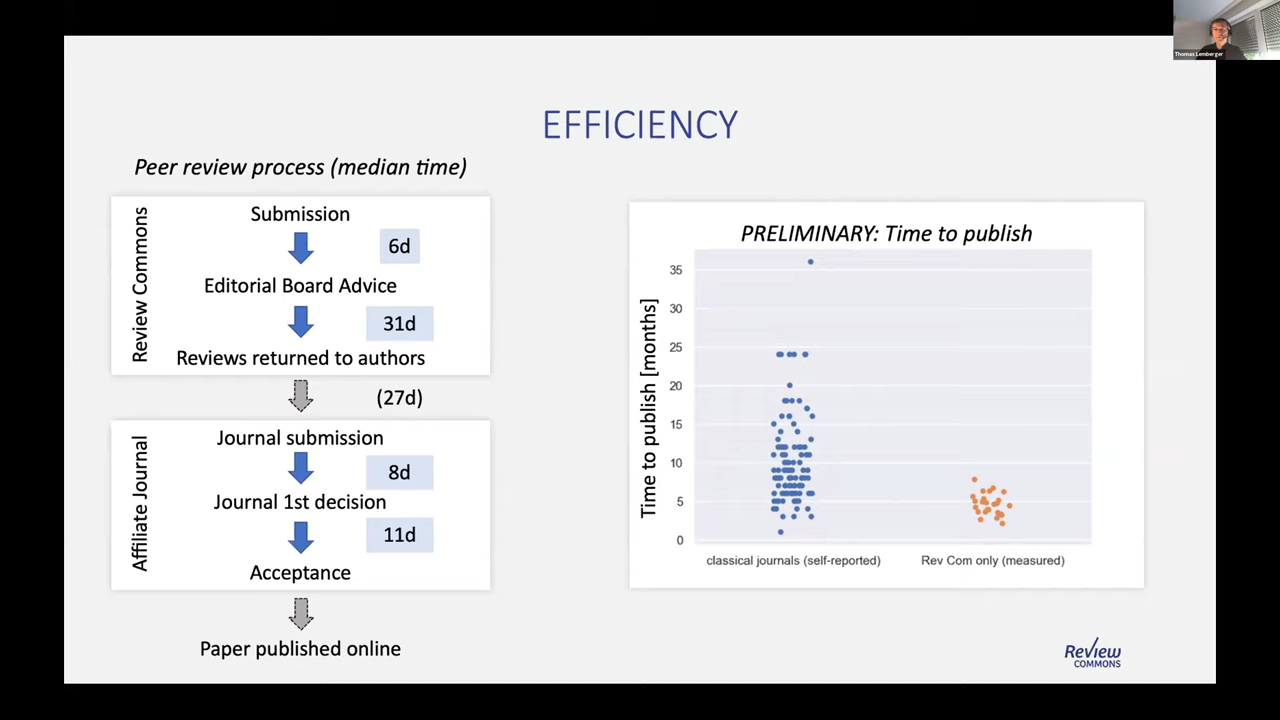 Thomas Lemberger
EFFICIENCY
Peer review process (median time)
Review Commons
Submission
6d
Editorial Board Advice
31d
Reviews returned to authors
(27d)
Affiliate Journal
Journal submission
8d
Journal 1st decision
11d
Acceptance
Paper published online
PRELIMINARY: Time to publish
Time to publish [months]
35
30
25
20
15
10
5
0
classical journals (self-reported)
Rev Com only (measured)
Review
COMMONS